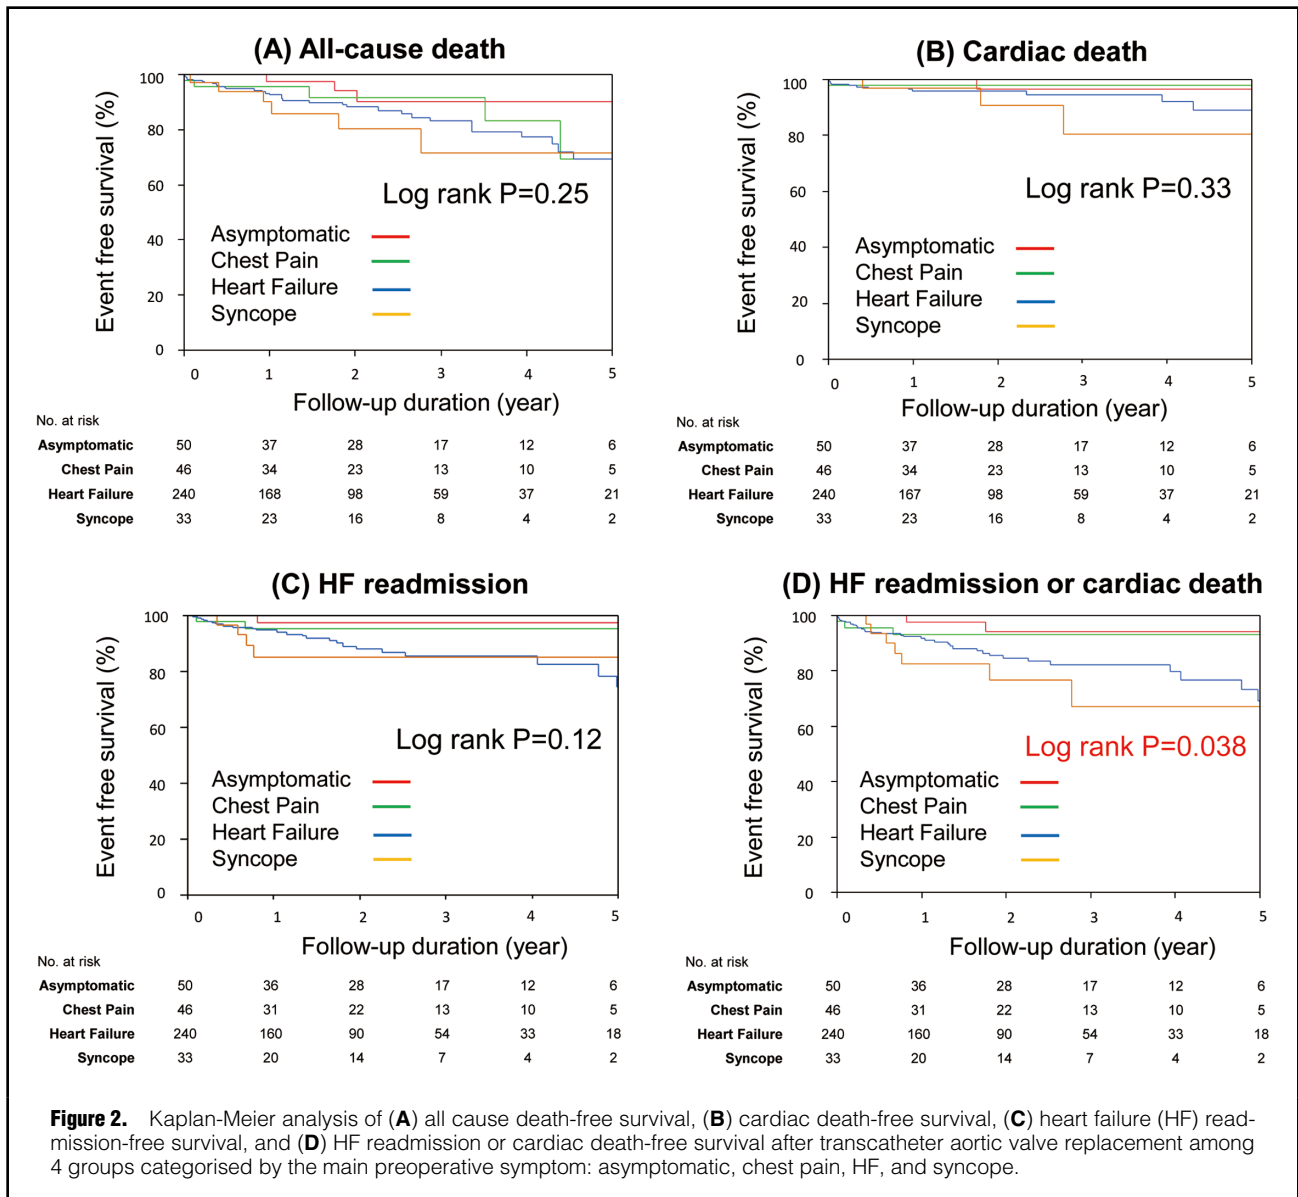 (A) All-cause death
Event free survival (%)
100
80
60
40
20
0
Log rank P=0.25
Asymptomatic
Chest Pain
Heart Failure
Syncope
0 1 2 3 4 5
Follow-up duration (year)
No. at risk
Asymptomatic 50 37 28 17 12 6
Chest Pain 46 34 23 13 10 5
Heart Failure 240 168 98 59 37 21
Syncope 33 23 16 8 4 2
(B) Cardiac death
Event free survival (%)
100
80
60
40
20
0
Log rank P=0.33
Asymptomatic
Chest Pain
Heart Failure
Syncope
0 1 2 3 4 5
Follow-up duration (year)
No. at risk
Asymptomatic 50 37 28 17 12 6
Chest Pain 46 34 23 13 10 5
Heart Failure 240 167 98 59 37 21
Syncope 33 23 16 8 4 2
(C) HF readmission
Event free survival (%)
100
80
60
40
20
0
Log rank P=0.12
Asymptomatic
Chest Pain
Heart Failure
Syncope
0 1 2 3 4 5
Follow-up duration (year)
No. at risk
Asymptomatic 50 36 28 17 12 6
Chest Pain 46 31 22 13 10 5
Heart Failure 240 160 90 54 33 18
Syncope 33 20 14 7 4 2
(D) HF readmission or cardiac death
Event free survival (%)
100
80
60
40
20
0
Log rank P=0.038
Asymptomatic
Chest Pain
Heart Failure
Syncope
0 1 2 3 4 5
Follow-up duration (year)
No. at risk
Asymptomatic 50 36 28 17 12 6
Chest Pain 46 31 22 13 10 5
Heart Failure 240 160 90 54 33 18
Syncope 33 20 14 7 4 2
Figure 2. Kaplan-Meier analysis of (A) all cause death-free survival, (B) cardiac death-free survival, (C) heart failure (HF) read-
mission-free survival, and (D) HF readmission or cardiac death-free survival after transcatheter aortic valve replacement among
4 groups categorised by the main preoperative symptom: asymptomatic, chest pain, HF, and syncope.